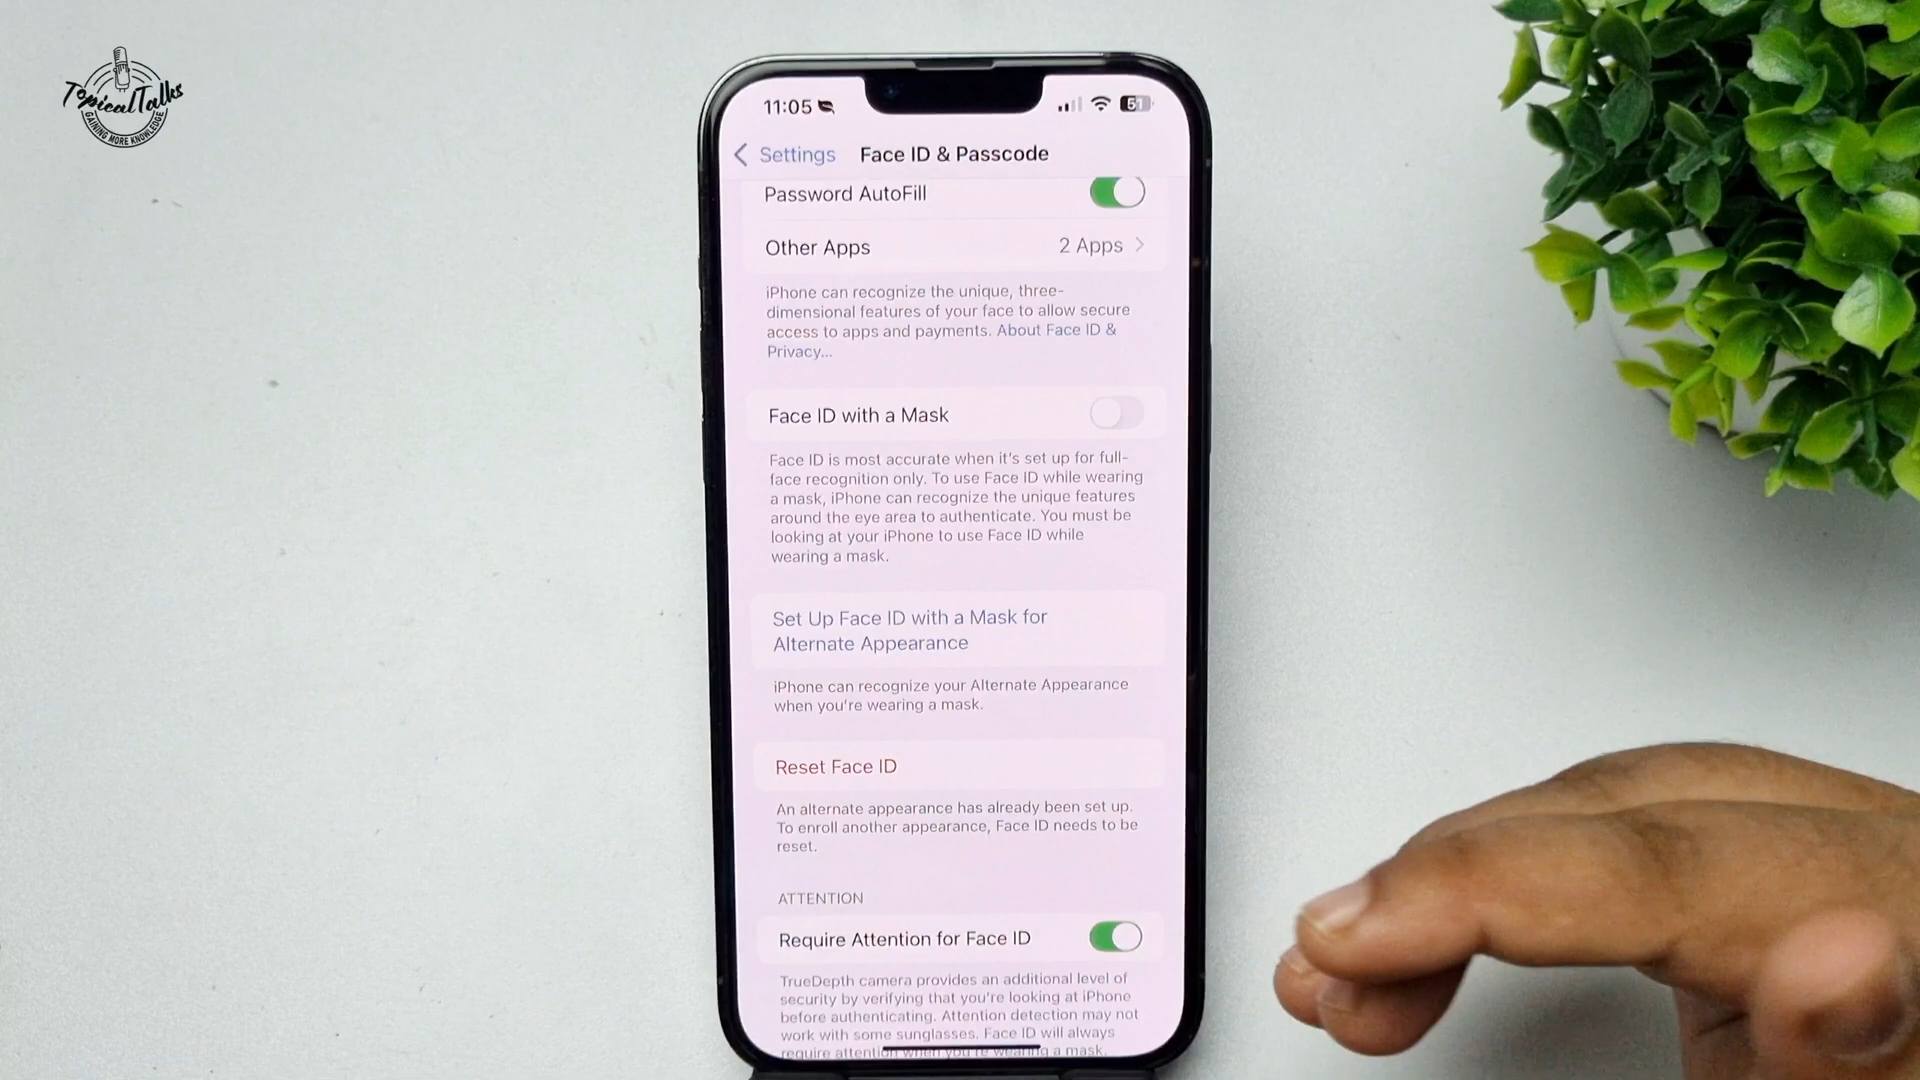 TopicalTalks
GAINING MORE KNOWLEDGE
11:05
51
Settings
Face ID & Passcode
Password AutoFill
Other Apps
2 Apps
iPhone can recognize the unique, three-
dimensional features of your face to allow secure
access to apps and payments. About Face ID &
Privacy...
Face ID with a Mask
Face ID is most accurate when it's set up for full-
face recognition only. To use Face ID while wearing
a mask, iPhone can recognize the unique features
around the eye area to authenticate. You must be
looking at your iPhone to use Face ID while
wearing a mask.
Set Up Face ID with a Mask for
Alternate Appearance
iPhone can recognize your Alternate Appearance
when you're wearing a mask.
Reset Face ID
An alternate appearance has already been set up.
To enroll another appearance, Face ID needs to be
reset.
ATTENTION
Require Attention for Face ID
TrueDepth camera provides an additional level of
security by verifying that you're looking at iPhone
before authenticating. Attention detection may not
work with some sunglasses. Face ID will always
require attention when you're wearing a mask.